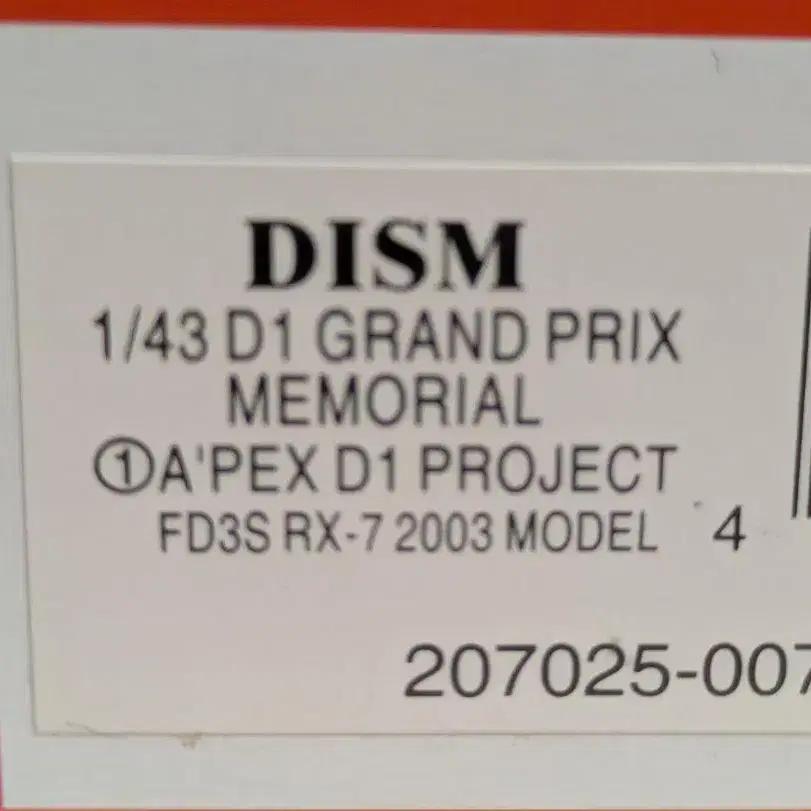 DISM
1/43 D1 GRAND PRIX
MEMORIAL
①A'PEX D1 PROJECT
FD3S RX-7 2003 MODEL 4
207025-007